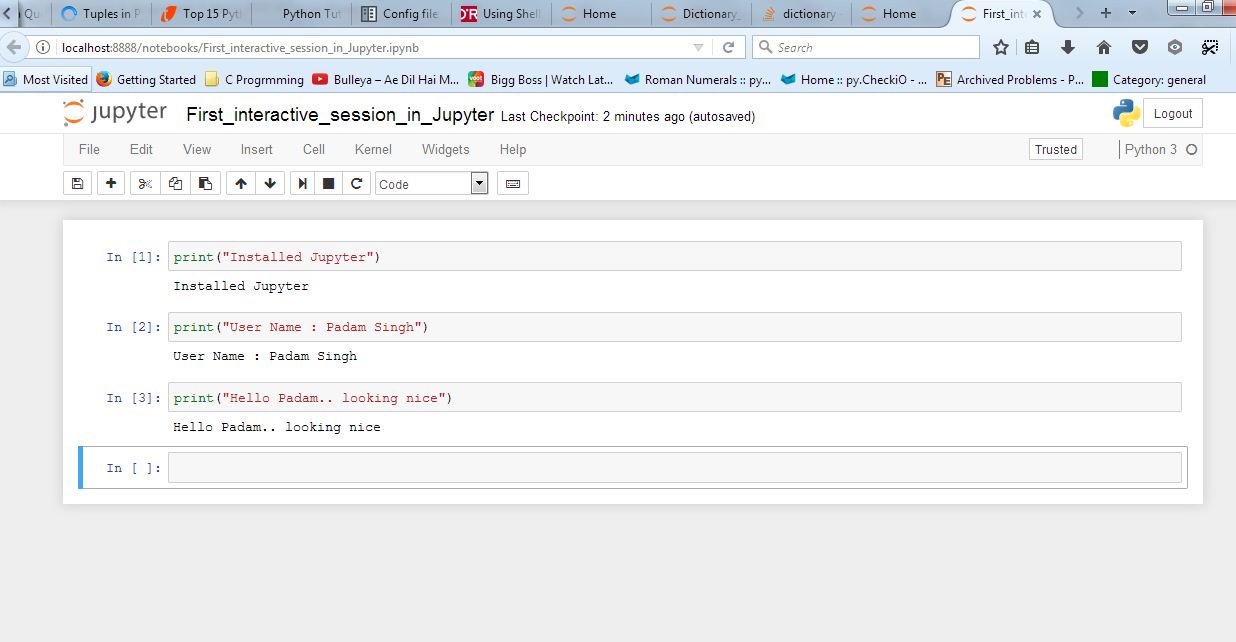 Qu Tuples in P Top 15 Pyt Python Tut Config file Using Shell Home Dictionary_ dictionary - Home First_int
localhost:8888/notebooks/First_interactive_session_in_Jupyter.ipynb Search
Most Visited Getting Started C Progrmming Bulleya – Ae Dil Hai M... Bigg Boss | Watch Lat... Roman Numerals :: py... Home :: py.CheckiO - ... Archived Problems - P... Category: general
jupyter First_interactive_session_in_Jupyter Last Checkpoint: 2 minutes ago (autosaved) Logout
File Edit View Insert Cell Kernel Widgets Help Trusted Python 3
Code
In [1]: print("Installed Jupyter")
Installed Jupyter
In [2]: print("User Name : Padam Singh")
User Name : Padam Singh
In [3]: print("Hello Padam.. looking nice")
Hello Padam.. looking nice
In [ ]: